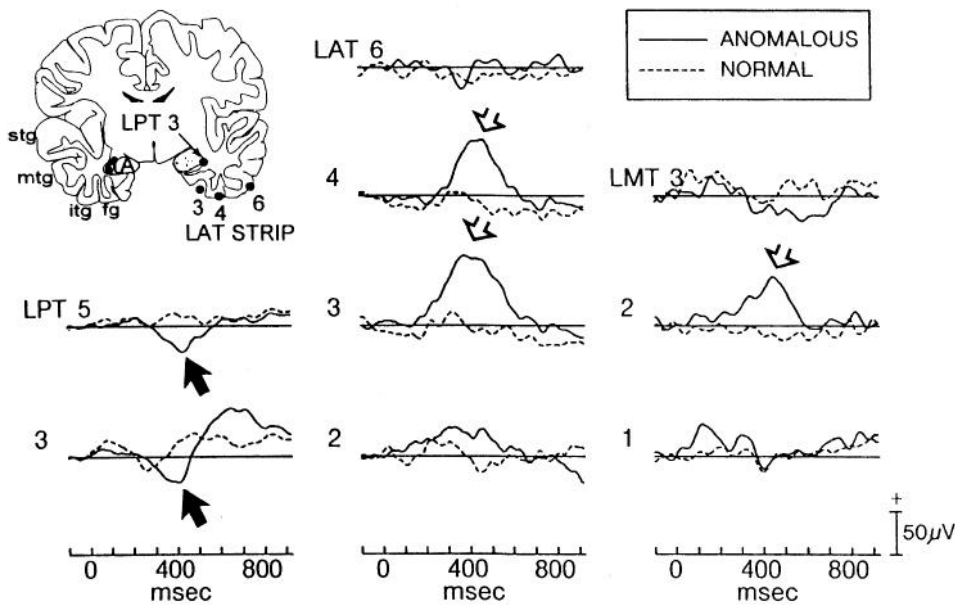 LAT 6
ANOMALOUS
NORMAL
LPT 3
stg
mtg
A
itg fg
3 4 6
LAT STRIP
4
LMT 3
LPT 5
3
2
3
2
1
+
50µV
0 400 800
msec
0 400 800
msec
0 400 800
msec